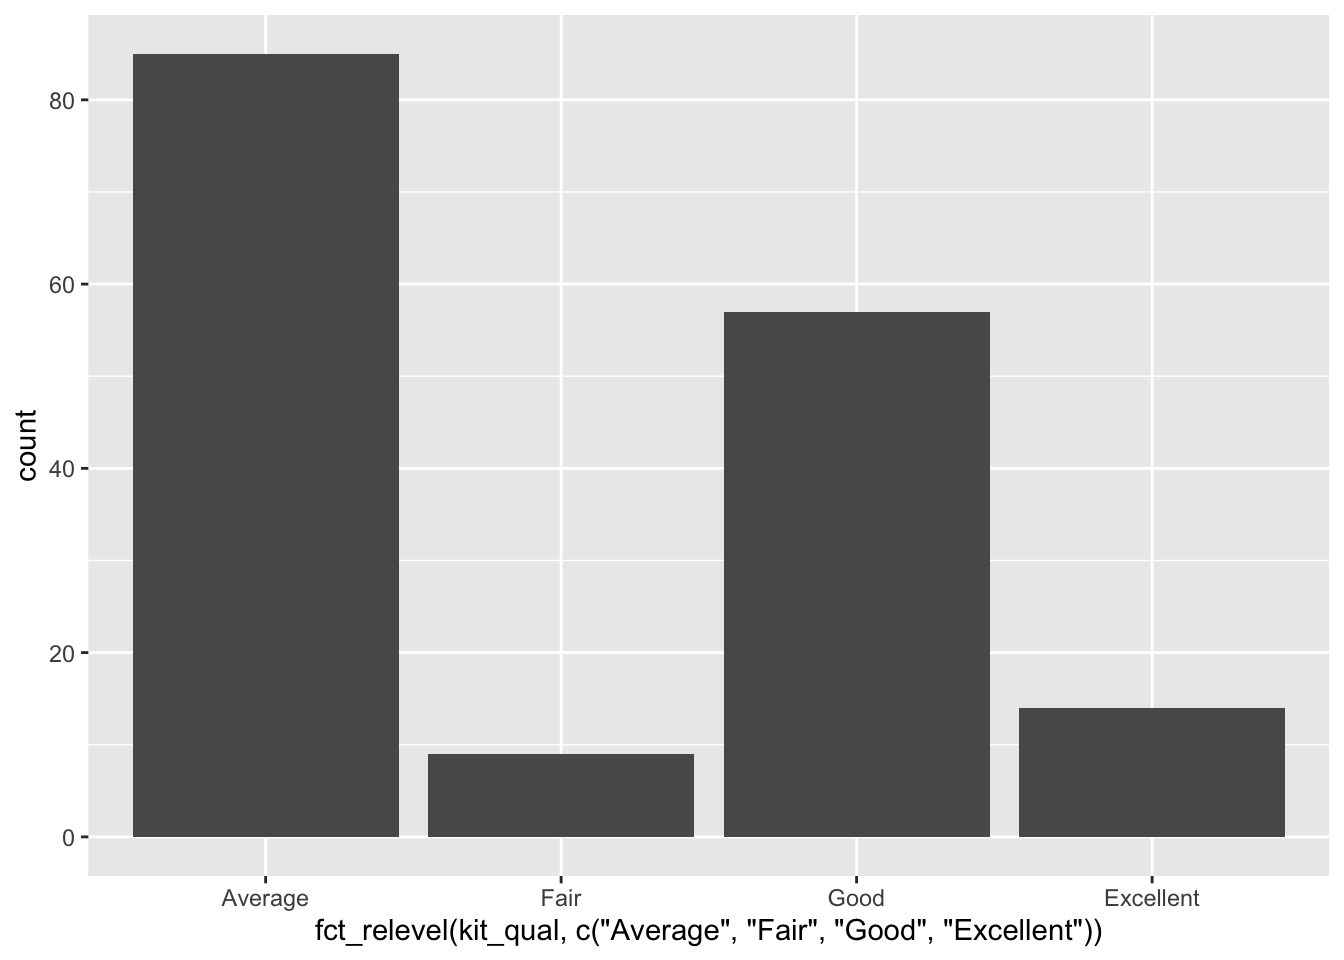 80
60
40
20
0
count
Average Fair Good Excellent
fct_relevel(kit_qual, c("Average", "Fair", "Good", "Excellent"))